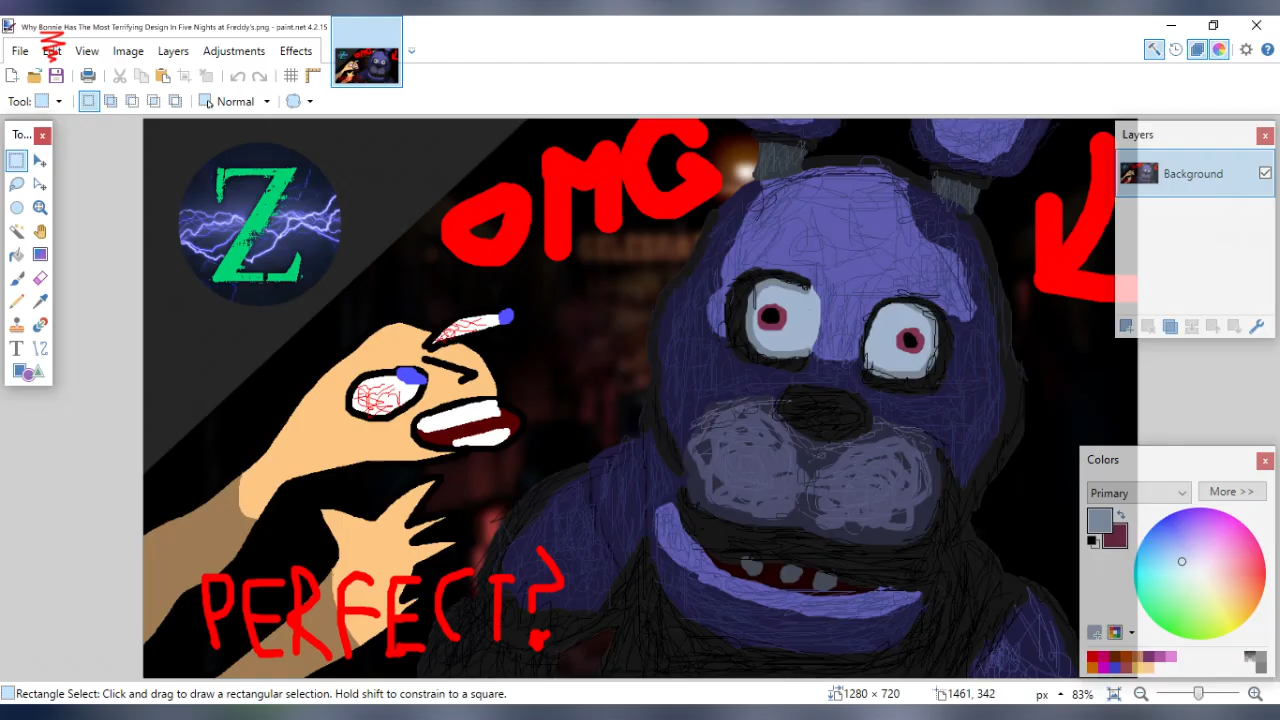 Why Bonnie Has The Most Terrifying Design In Five Nights at Freddy's.png - paint.net 4.2.15
File Edit View Image Layers Adjustments Effects
Tool: Normal
To...
Z
OMG
PERFECT?
Layers
Background
Colors
Primary More >>
Rectangle Select: Click and drag to draw a rectangular selection. Hold shift to constrain to a square.
1280 × 720 1461, 342 px 83%